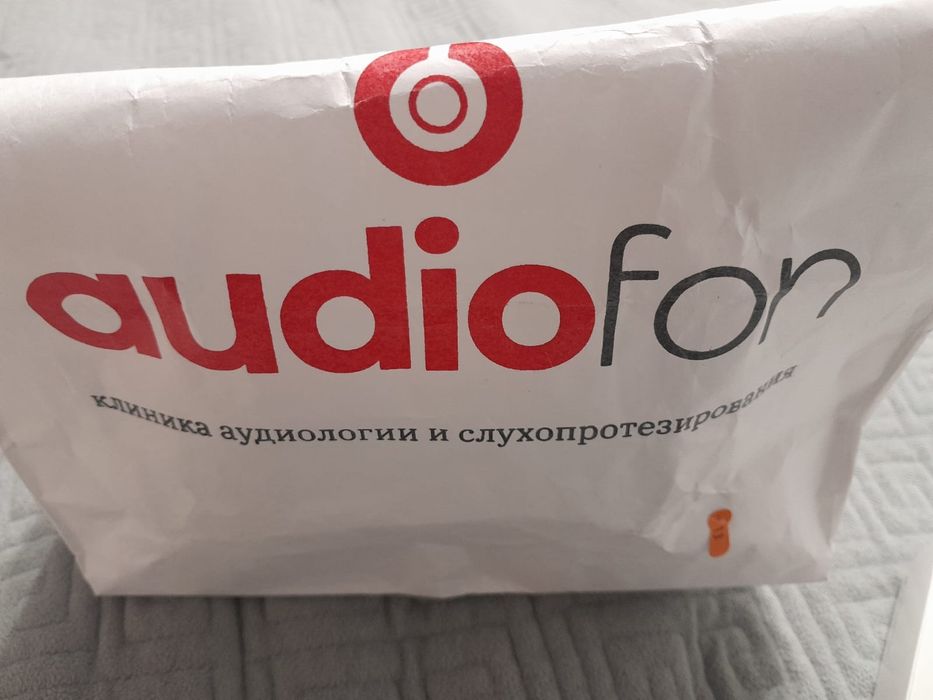 audiofon
клиника аудиологии и слухопротезирования